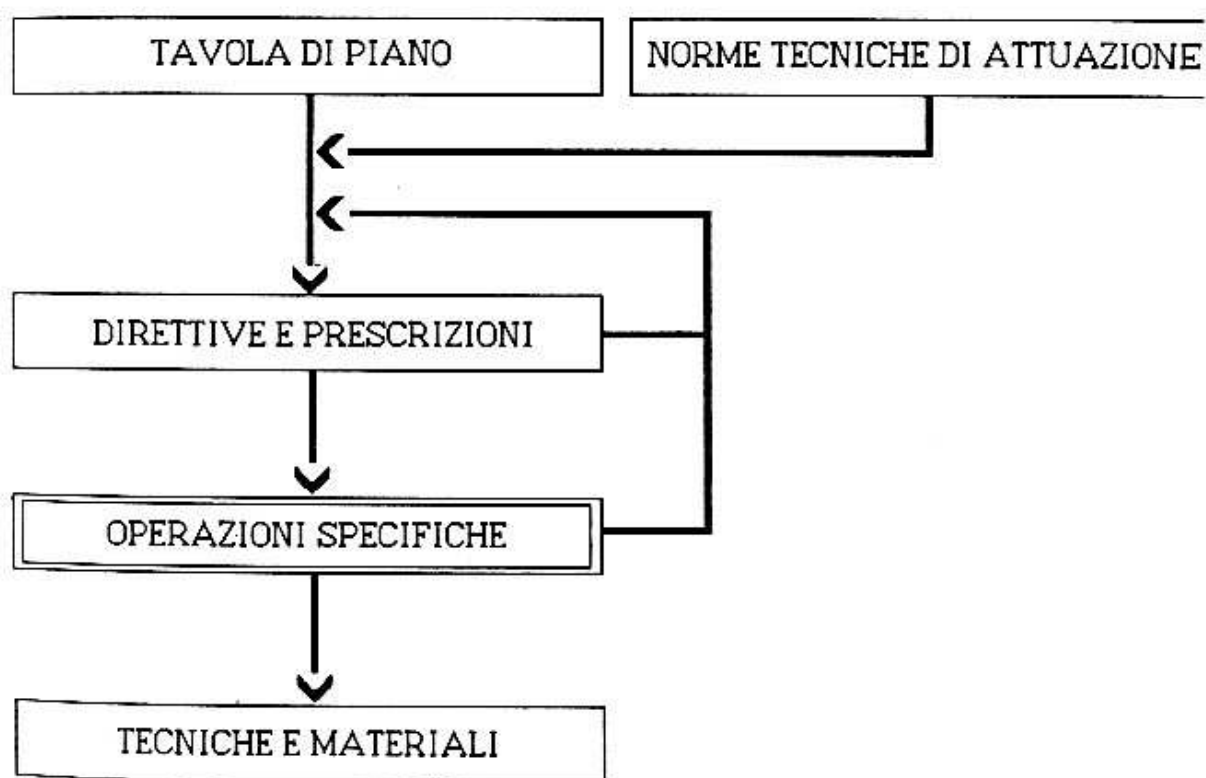 TAVOLA DI PIANO
NORME TECNICHE DI ATTUAZIONE
DIRETTIVE E PRESCRIZIONI
OPERAZIONI SPECIFICHE
TECNICHE E MATERIALI